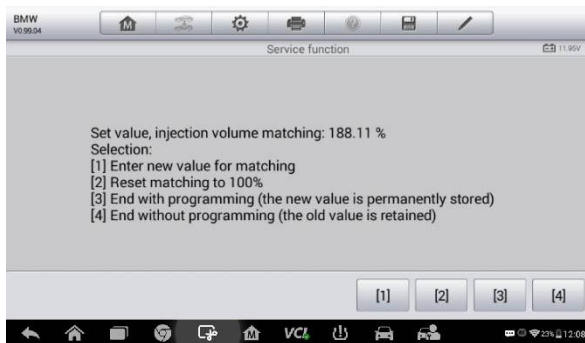 BMW
V0.99.04
Service function
11.95V
Set value, injection volume matching: 188.11 %
Selection:
[1] Enter new value for matching
[2] Reset matching to 100%
[3] End with programming (the new value is permanently stored)
[4] End without programming (the old value is retained)
[1] [2] [3] [4]
VCI 23% 12:08